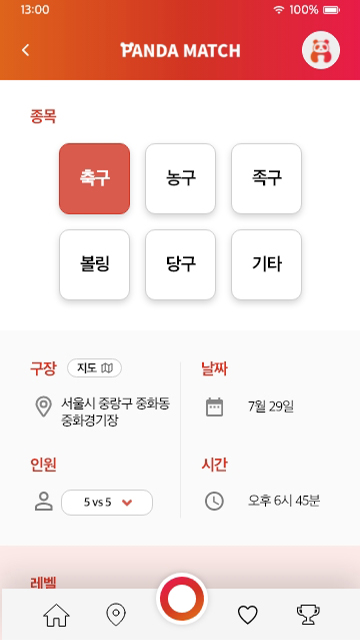 13:00
100%
PANDA MATCH
종목
축구
농구
족구
볼링
당구
기타
구장
지도
서울시 중랑구 중화동
중화경기장
날짜
7월 29일
인원
5 vs 5
시간
오후 6시 45분
레벨